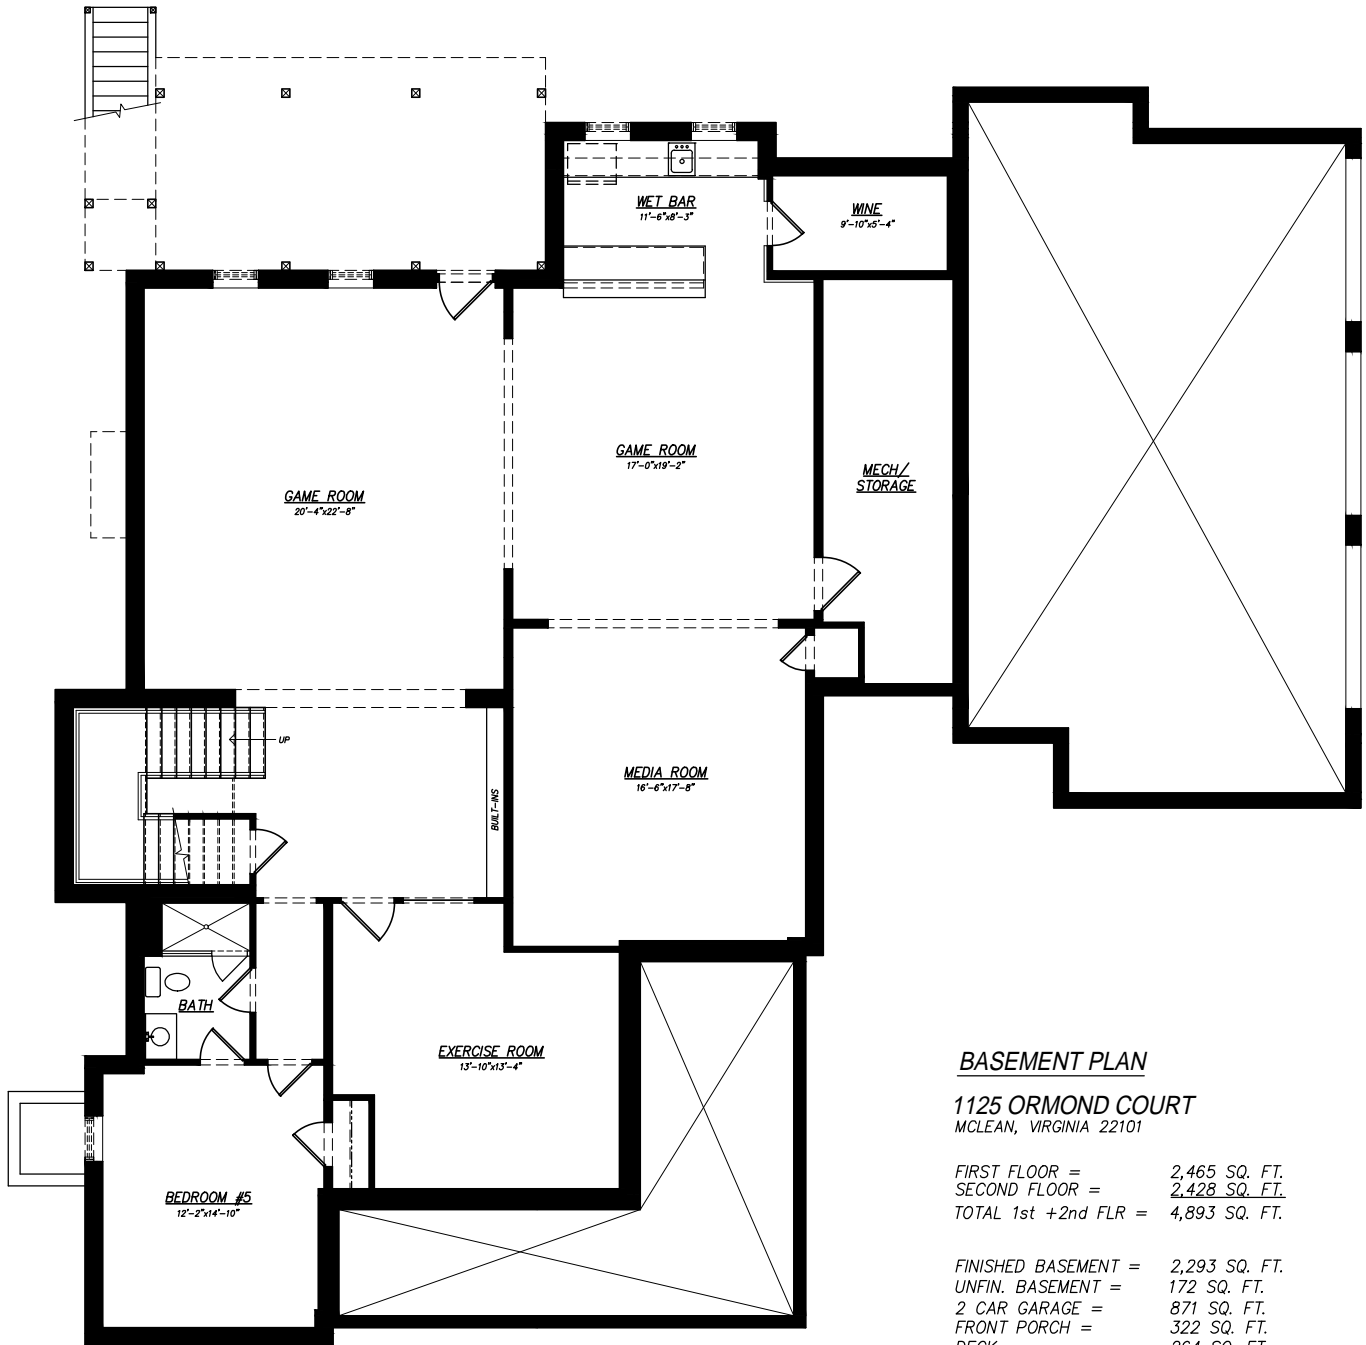 WET BAR
11'-6"x8'-3"
WINE
9'-10"x5'-4"
GAME ROOM
17'-0"x19'-2"
MECH/
STORAGE
GAME ROOM
20'-4"x22'-8"
UP
MEDIA ROOM
16'-6"x17'-8"
BUILT-INS
BATH
EXERCISE ROOM
13'-10"x13'-4"
BEDROOM #5
12'-2"x14'-10"
BASEMENT PLAN
1125 ORMOND COURT
MCLEAN, VIRGINIA 22101
FIRST FLOOR = 2,465 SQ. FT.
SECOND FLOOR = 2,428 SQ. FT.
TOTAL 1st +2nd FLR = 4,893 SQ. FT.
FINISHED BASEMENT = 2,293 SQ. FT.
UNFIN. BASEMENT = 172 SQ. FT.
2 CAR GARAGE = 871 SQ. FT.
FRONT PORCH = 322 SQ. FT.